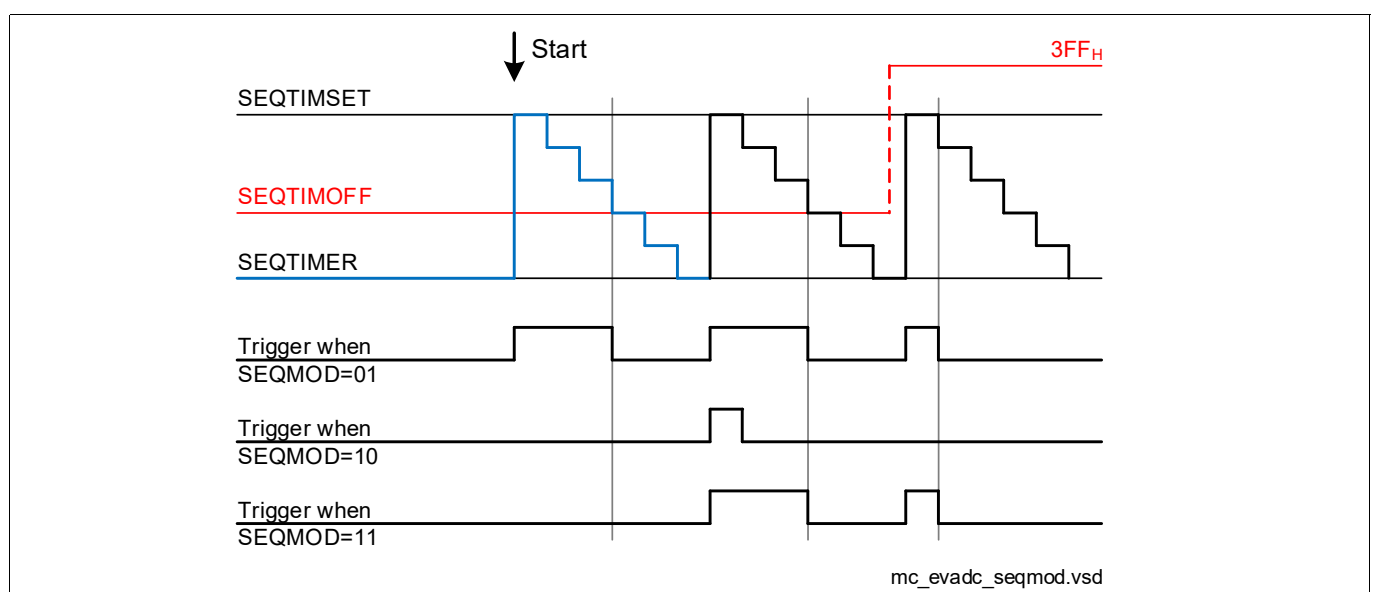 Start
3FFH
SEQTIMSET
SEQTIMOFF
SEQTIMER
Trigger when
SEQMOD=01
Trigger when
SEQMOD=10
Trigger when
SEQMOD=11
mc_evadc_seqmod.vsd